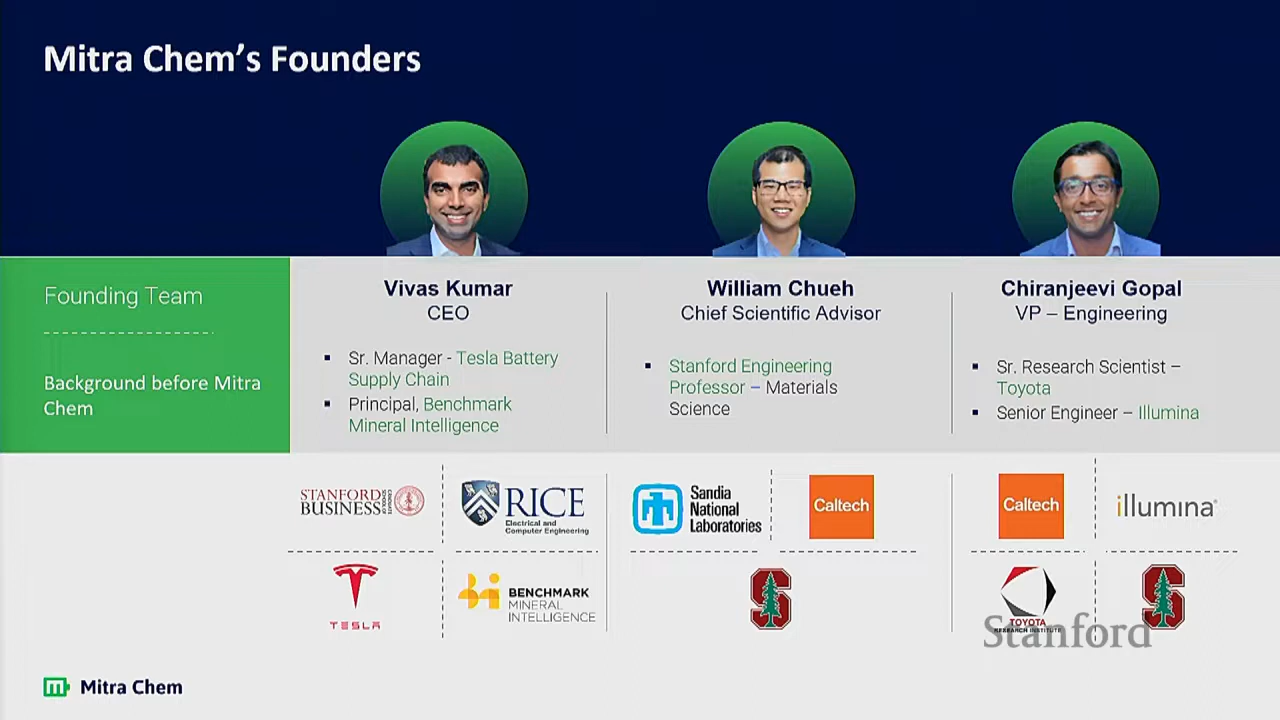 Mitra Chem's Founders
Founding Team
Background before Mitra
Chem
Vivas Kumar
CEO
▪ Sr. Manager - Tesla Battery
Supply Chain
▪ Principal, Benchmark
Mineral Intelligence
William Chueh
Chief Scientific Advisor
▪ Stanford Engineering
Professor – Materials
Science
Chiranjeevi Gopal
VP – Engineering
▪ Sr. Research Scientist –
Toyota
▪ Senior Engineer – Illumina
STANFORD
BUSINESS
RICE
Electrical and
Computer Engineering
Sandia
National
Laboratories
Caltech
Caltech
illumina®
TESLA
BENCHMARK
MINERAL
INTELLIGENCE
S
TOYOTA
RESEARCH INSTITUTE
S
Stanford
m
Mitra Chem